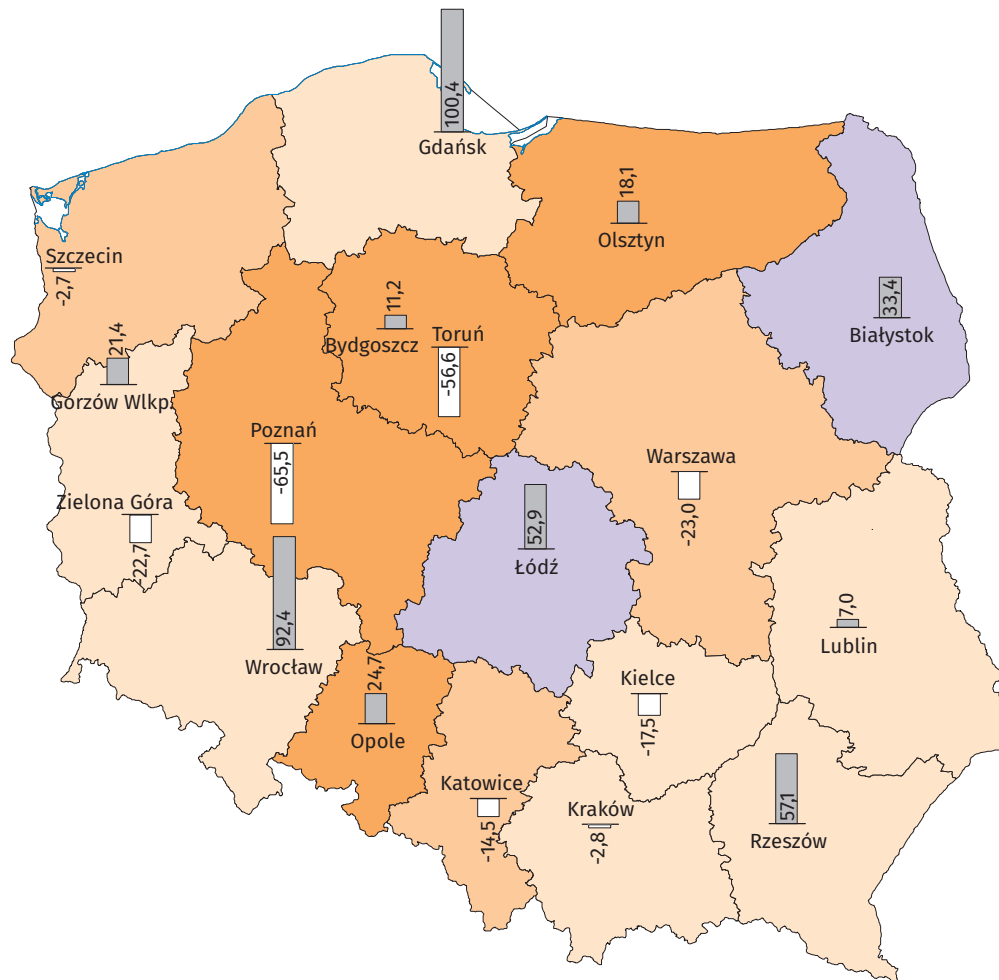 100,4
Gdańsk
18,1
Olsztyn
Szczecin
-2,7
33,4
Białystok
11,2
Bydgoszcz
Toruń
-56,6
21,4
Gorzów Wlkp.
Poznań
-65,5
Warszawa
-23,0
Zielona Góra
-22,7
52,9
Łódź
92,4
Wrocław
7,0
Lublin
24,7
Opole
Kielce
-17,5
Katowice
-14,5
Kraków
-2,8
57,1
Rzeszów